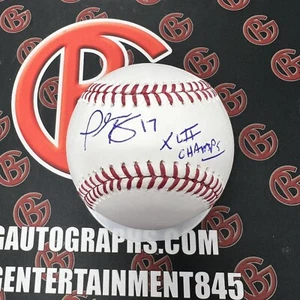 17
XLII
CHAMPS
GAUTOGRAPHS.COM
GENTERTAINMENT845